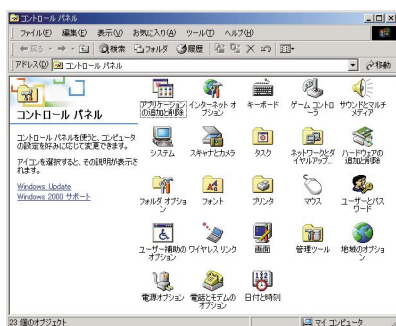 コントロール パネル
ファイル(F) 編集(E) 表示(V) お気に入り(A) ツール(T) ヘルプ(H)
戻る 検索 フォルダ 履歴
アドレス(D) コントロール パネル 移動
コントロール パネル
コントロール パネルを使うと、コンピュータ
の設定を好みに応じて変更できます。
アイコンを選択すると、その説明が表示さ
れます。
Windows Update
Windows 2000 サポート
アプリケーション
の追加と削除
インターネット オ
プション
キーボード
ゲーム コントロ
ーラ
サウンドとマルチ
メディア
システム
スキャナとカメラ
タスク
ネットワークとダ
イヤルアップ...
ハードウェアの
追加と削除
フォルダ オプショ
ン
フォント
プリンタ
マウス
ユーザーとパス
ワード
ユーザー補助の
オプション
ワイヤレス リンク
画面
管理ツール
地域のオプショ
ン
電源オプション
電話とモデムの
オプション
日付と時刻
23 個のオブジェクト
マイ コンピュータ